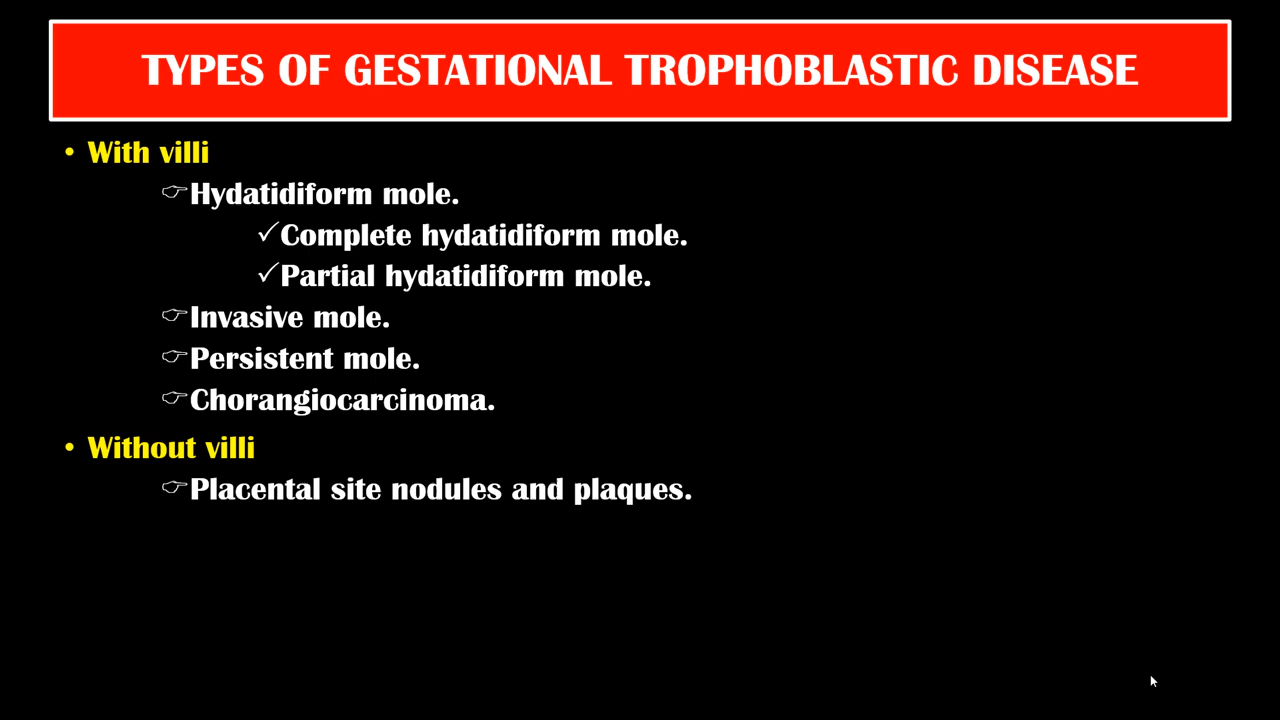 TYPES OF GESTATIONAL TROPHOBLASTIC DISEASE
• With villi
☞Hydatidiform mole.
✓Complete hydatidiform mole.
✓Partial hydatidiform mole.
☞Invasive mole.
☞Persistent mole.
☞Chorangiocarcinoma.
• Without villi
☞Placental site nodules and plaques.